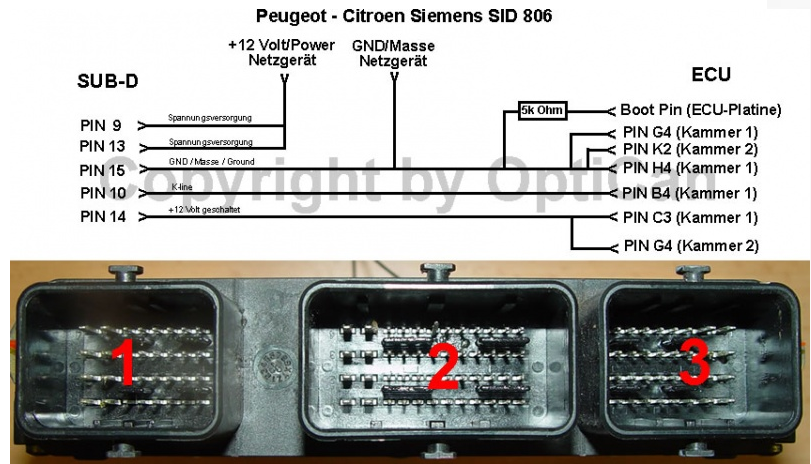 Peugeot - Citroen Siemens SID 806
+12 Volt/Power
Netzgerät
GND/Masse
Netzgerät
SUB-D
ECU
5k Ohm
Boot Pin (ECU-Platine)
PIN 9
Spannungsversorgung
PIN G4 (Kammer 1)
PIN 13
Spannungsversorgung
PIN K2 (Kammer 2)
PIN 15
GND / Masse / Ground
PIN H4 (Kammer 1)
Copyright by OptiCan
PIN 10
K-line
PIN B4 (Kammer 1)
PIN 14
+12 Volt geschaltet
PIN C3 (Kammer 1)
PIN G4 (Kammer 2)
1
2
3